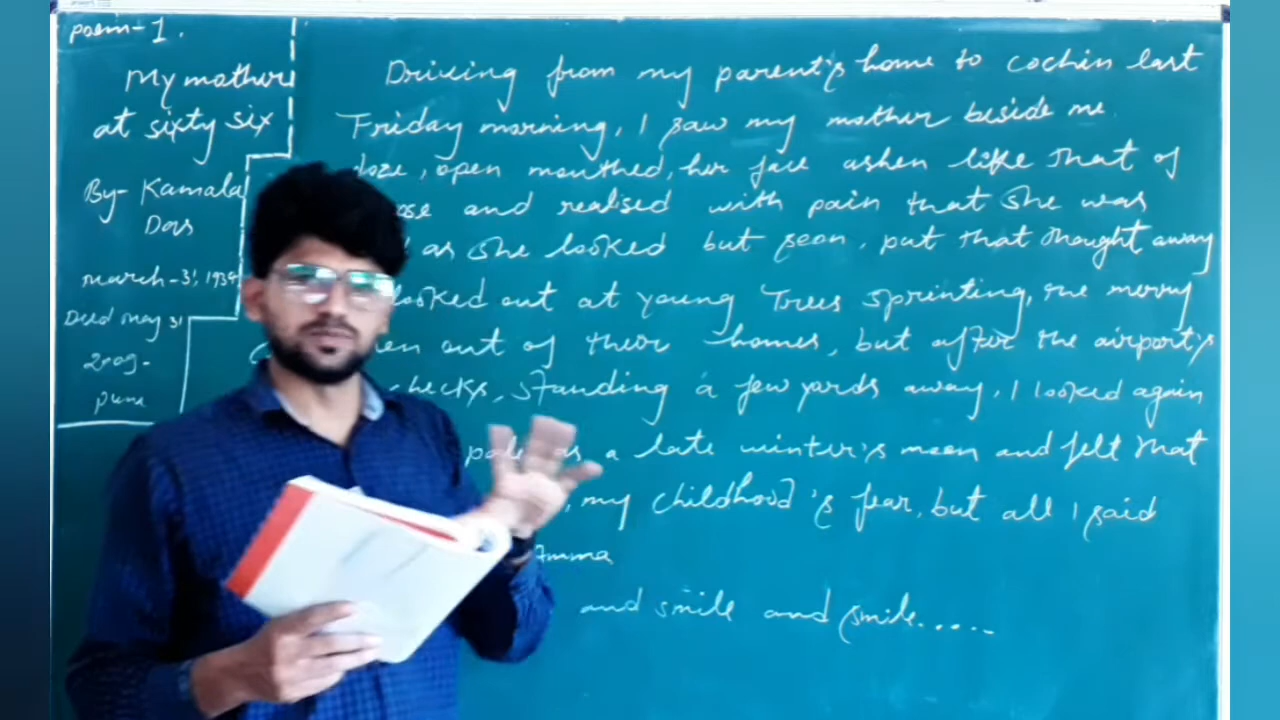 Poem-1.
My mother
at sixty six
By- Kamala
Das
march-31, 1934
Died May 31
2009-
pune
Driving from my parent's home to cochin last
Friday morning, I saw my mother beside me
doze, open mouthed, her face ashen like that of
and realised with pain that she was
as she looked but soon, put that thought away
looked out at young Trees sprinting, the merry
out of their homes, but after the airport's
checks, standing a few yards away, I looked again
pale as a late winter's moon and felt that
my childhood's fear, but all I said
Amma
and smile and smile.....